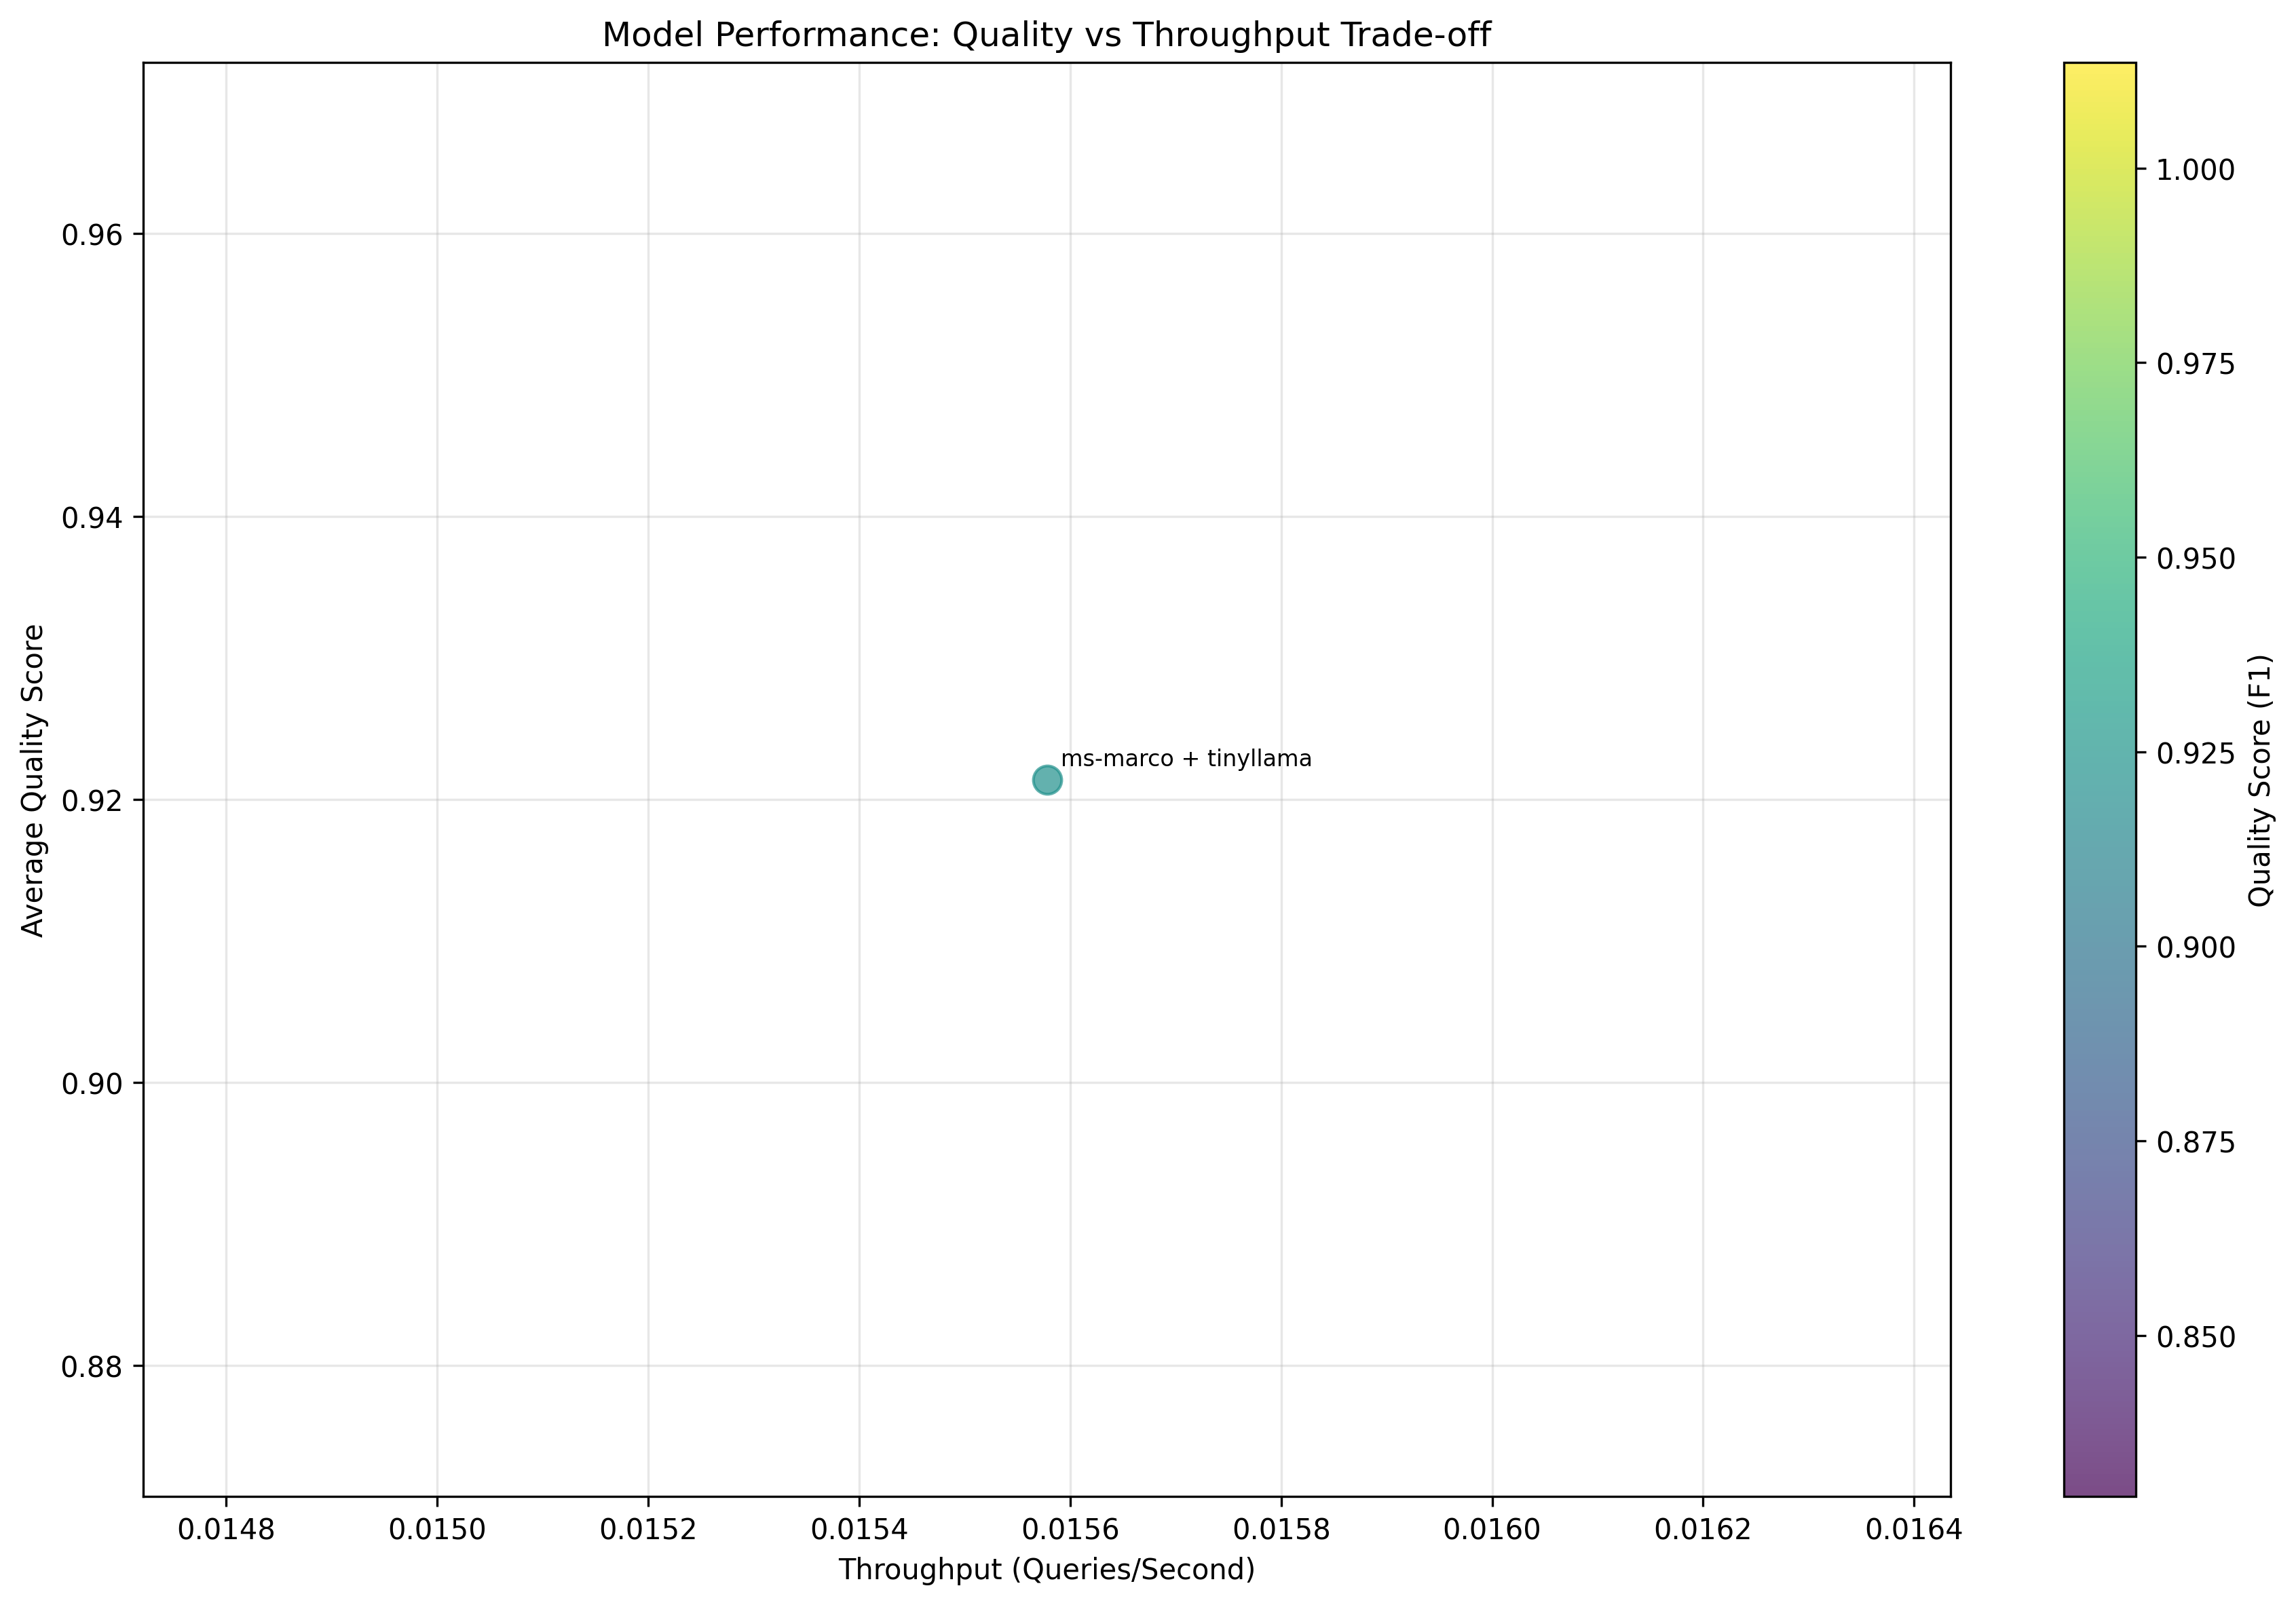 Model Performance: Quality vs Throughput Trade-off
Average Quality Score
0.96
0.94
0.92
0.90
0.88
ms-marco + tinyllama
0.0148 0.0150 0.0152 0.0154 0.0156 0.0158 0.0160 0.0162 0.0164
Throughput (Queries/Second)
1.000
0.975
0.950
0.925
0.900
0.875
0.850
Quality Score (F1)